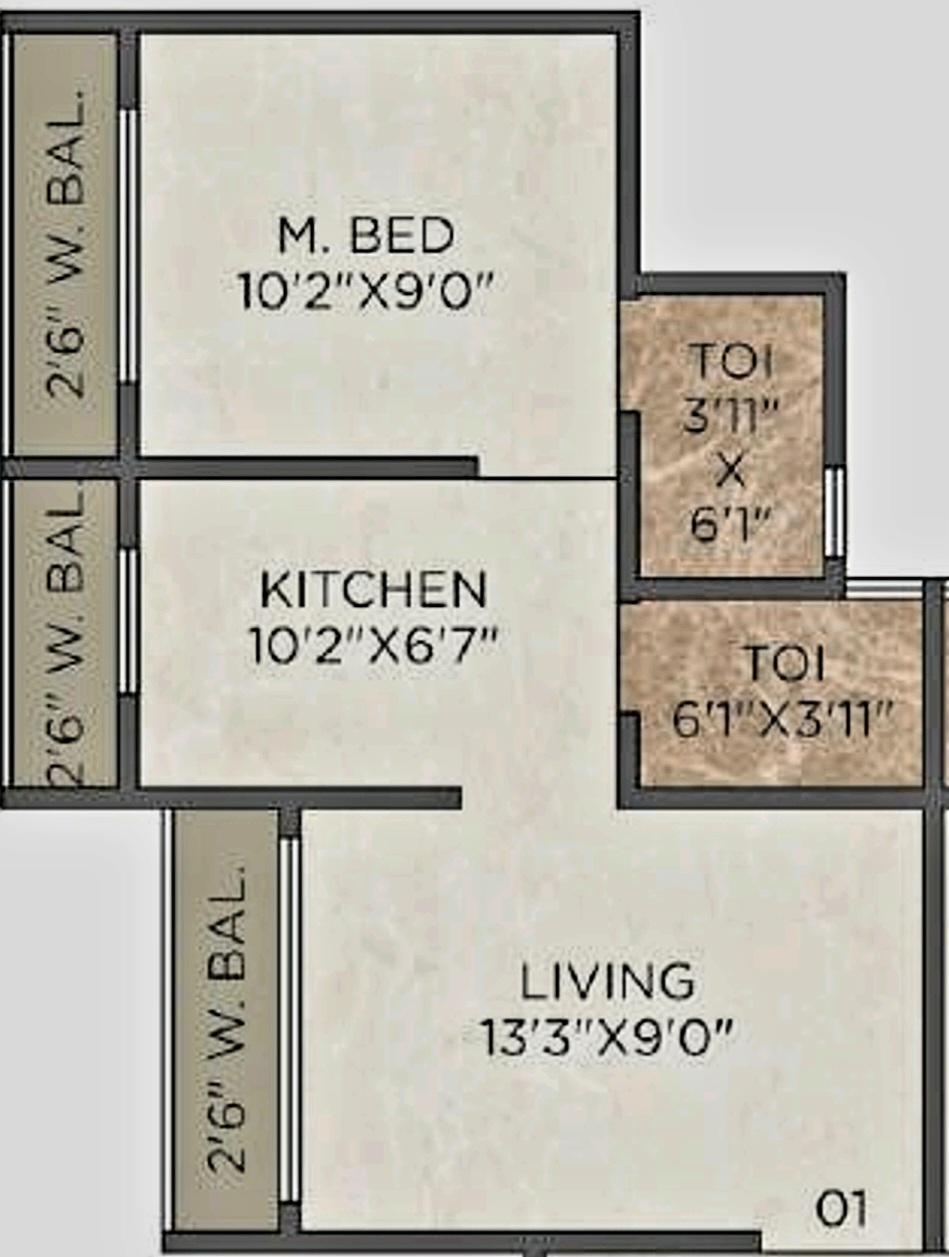 2'6" W. BAL.
M. BED
10'2"X9'0"
TOI
3'11"
X
6'1"
2'6" W. BAL.
KITCHEN
10'2"X6'7"
TOI
6'1"X3'11"
2'6" W. BAL.
LIVING
13'3"X9'0"
01